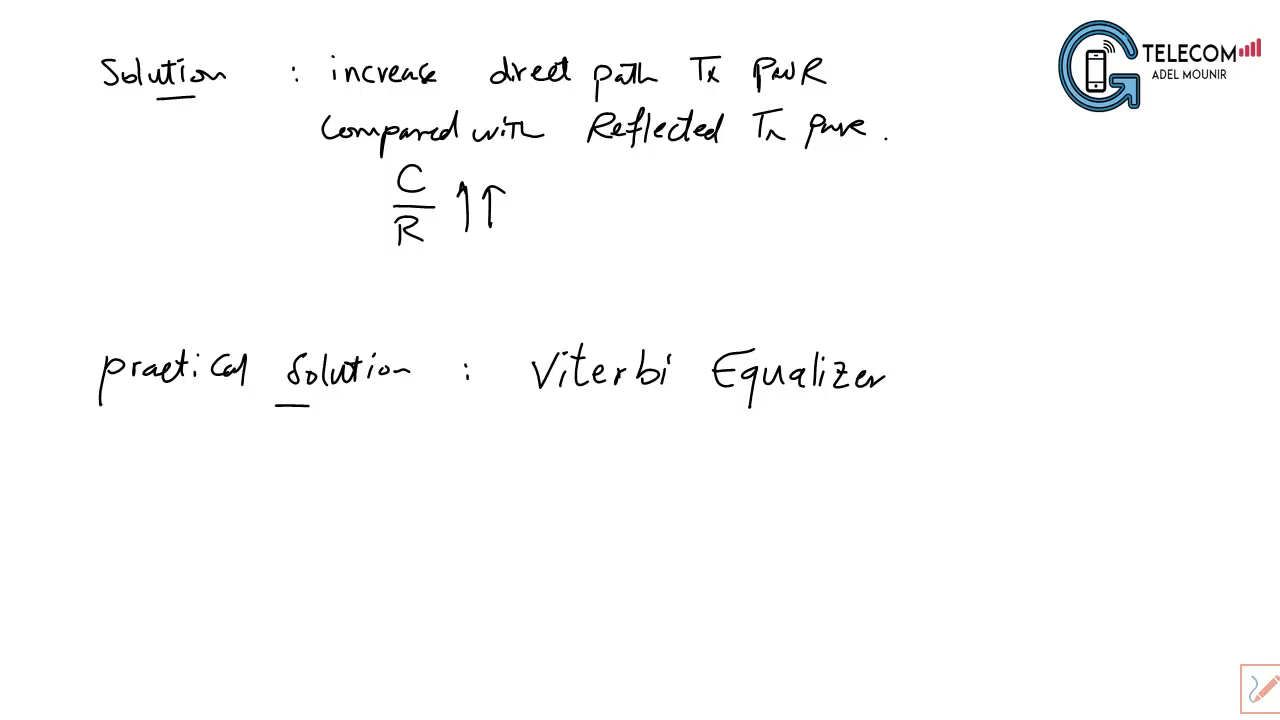 Solution : increase direct path Tx PWR
Compared with Reflected Tx pwr.
C
R
↑↑
practical Solution : Viterbi Equalizer
G TELECOM
ADEL MOUNIR